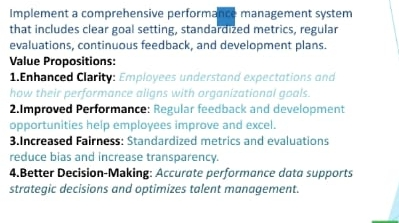 Implement a comprehensive performance management system
that includes clear goal setting, standardized metrics, regular
evaluations, continuous feedback, and development plans.
Value Propositions:
1.Enhanced Clarity: Employees understand expectations and
how their performance aligns with organizational goals.
2.Improved Performance: Regular feedback and development
opportunities help employees improve and excel.
3.Increased Fairness: Standardized metrics and evaluations
reduce bias and increase transparency.
4.Better Decision-Making: Accurate performance data supports
strategic decisions and optimizes talent management.